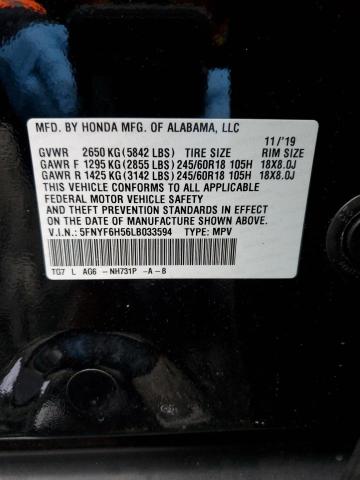 MFD. BY HONDA MFG. OF ALABAMA, LLC
11/'19
GVWR 2650 KG (5842 LBS) TIRE SIZE RIM SIZE
GAWR F 1295 KG (2855 LBS) 245/60R18 105H 18X8.0J
GAWR R 1425 KG (3142 LBS) 245/60R18 105H 18X8.0J
THIS VEHICLE CONFORMS TO ALL APPLICABLE
FEDERAL MOTOR VEHICLE SAFETY
AND THEFT PREVENTION STANDARDS IN EFFECT
ON THE DATE OF MANUFACTURE SHOWN ABOVE.
V.I.N.: 5FNYF6H56LB033594 TYPE: MPV
TG7 L AG6 -NH731P -A-B